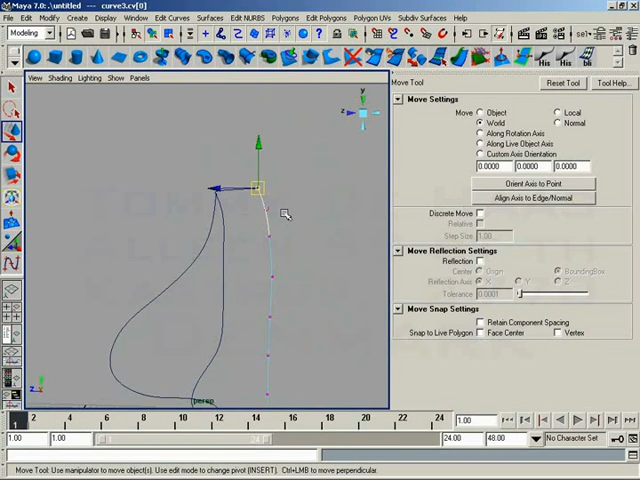 Maya 7.0: .\untitled --- curve3.cv[0]
File Edit Modify Create Display Window Edit Curves Surfaces Edit NURBS Polygons Edit Polygons Polygon UVs Subdiv Surfaces Help
Modeling sel
His His bli
View Shading Lighting Show Panels
Move Tool Reset Tool Tool Help...
Move Settings
Move Object Local
World Normal
Along Rotation Axis
Along Live Object Axis
Custom Axis Orientation
0.0000 0.0000 0.0000
Orient Axis to Point
Align Axis to Edge/Normal
Discrete Move
Relative
Step Size 1.00
Move Reflection Settings
Reflection
Center Origin BoundingBox
Reflection Axis X Y Z
Tolerance 0.0001
Move Snap Settings
Retain Component Spacing
Snap to Live Polygon Face Center Vertex
y
z
persp
1 2 4 6 8 10 12 14 16 18 20 22 24 1.00
1.00 1.00 1 24 24.00 48.00 No Character Set
Move Tool: Use manipulator to move object(s). Use edit mode to change pivot (INSERT). Ctrl+LMB to move perpendicular.